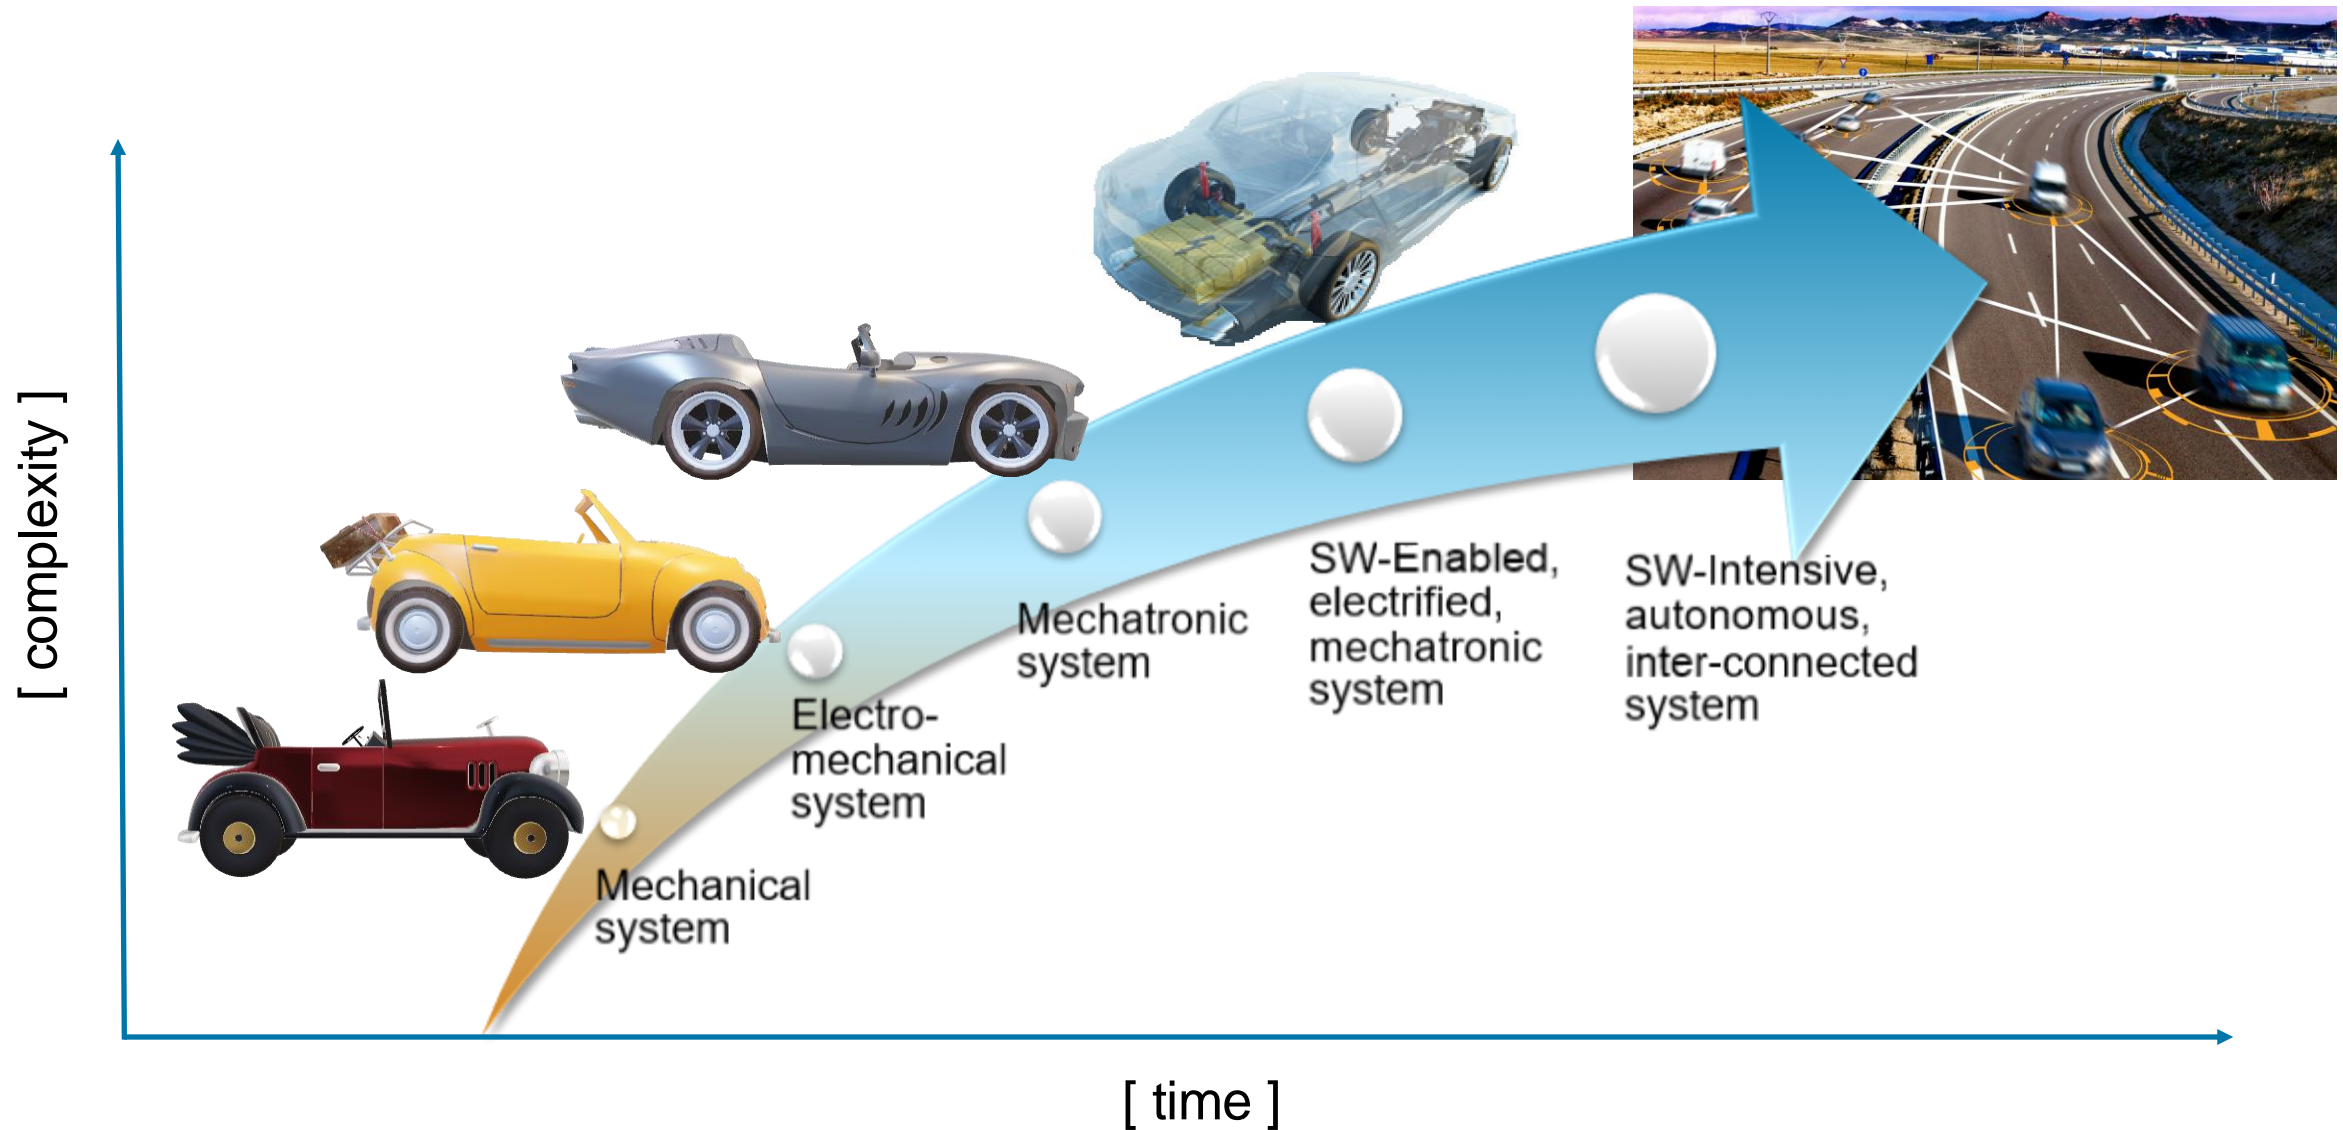 [ complexity ]
Mechanical
system
Electro-
mechanical
system
Mechatronic
system
SW-Enabled,
electrified,
mechatronic
system
SW-Intensive,
autonomous,
inter-connected
system
[ time ]